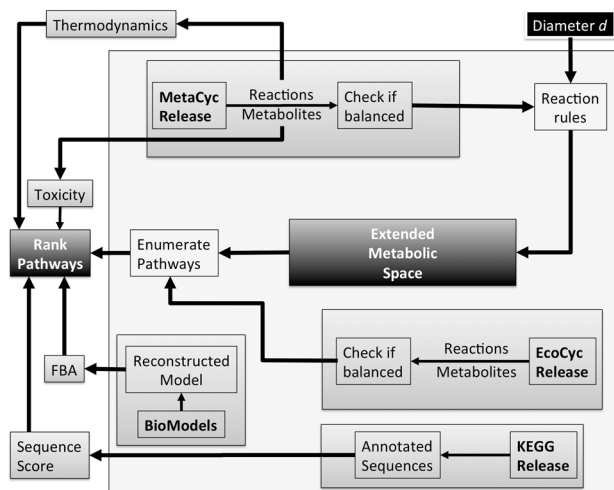 Thermodynamics
Diameter d
MetaCyc
Release
Reactions
Metabolites
Check if
balanced
Reaction
rules
Toxicity
Rank
Pathways
Enumerate
Pathways
Extended
Metabolic
Space
Check if
balanced
Reactions
Metabolites
EcoCyc
Release
FBA
Reconstructed
Model
BioModels
Sequence
Score
Annotated
Sequences
KEGG
Release